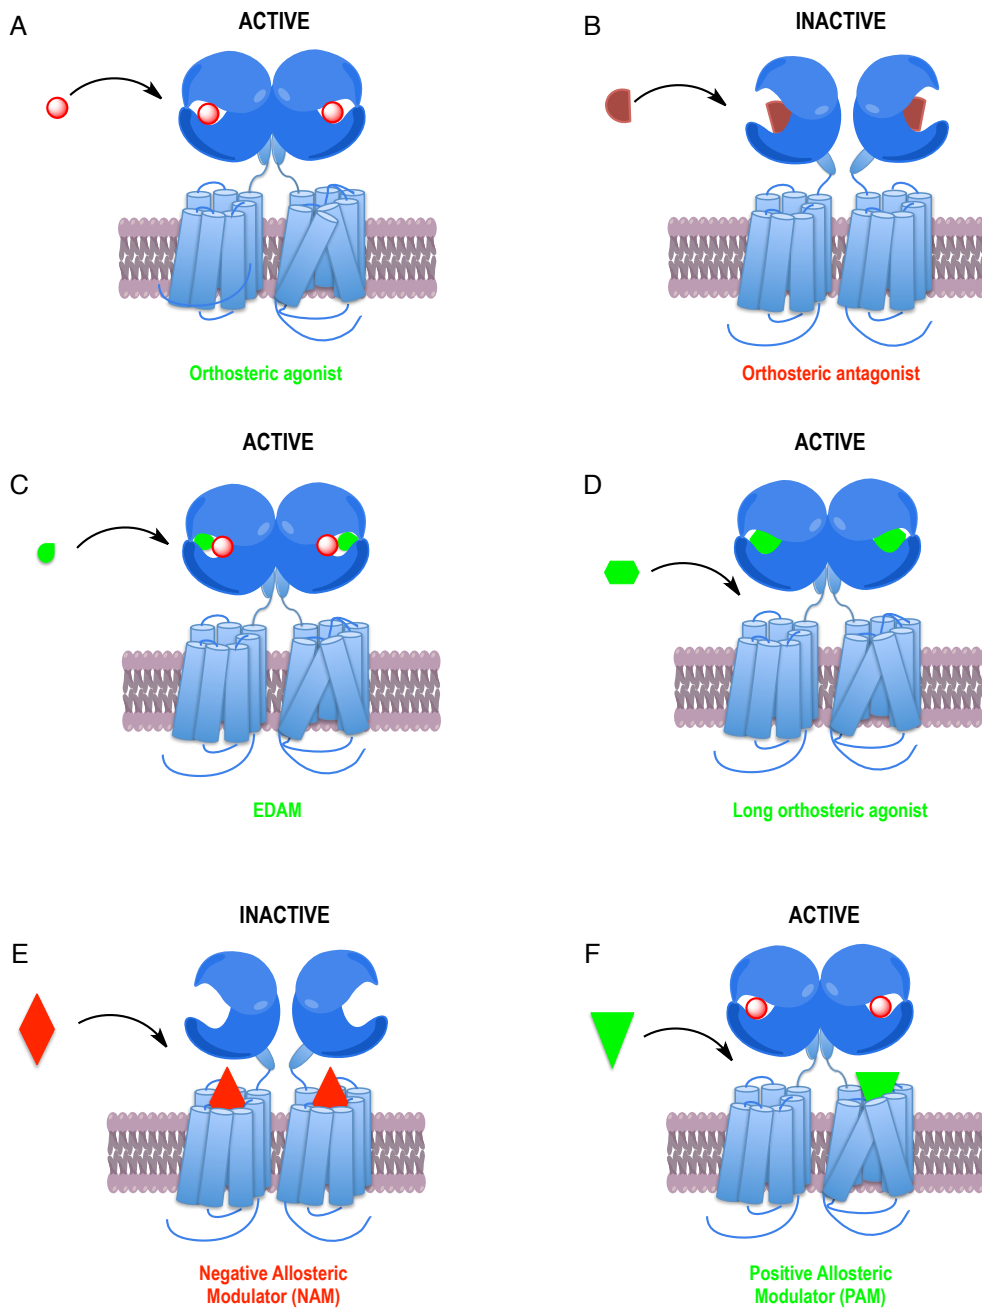 A
ACTIVE
B
INACTIVE
Orthosteric agonist
Orthosteric antagonist
C
ACTIVE
D
ACTIVE
EDAM
Long orthosteric agonist
E
INACTIVE
F
ACTIVE
Negative Allosteric
Modulator (NAM)
Positive Allosteric
Modulator (PAM)